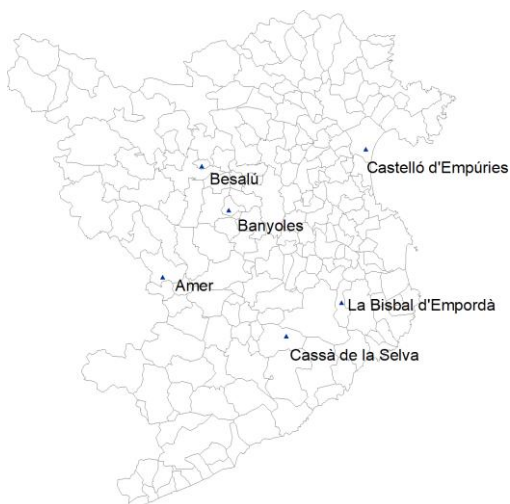 Castelló d'Empúries
Besalú
Banyoles
Amer
La Bisbal d'Empordà
Cassà de la Selva